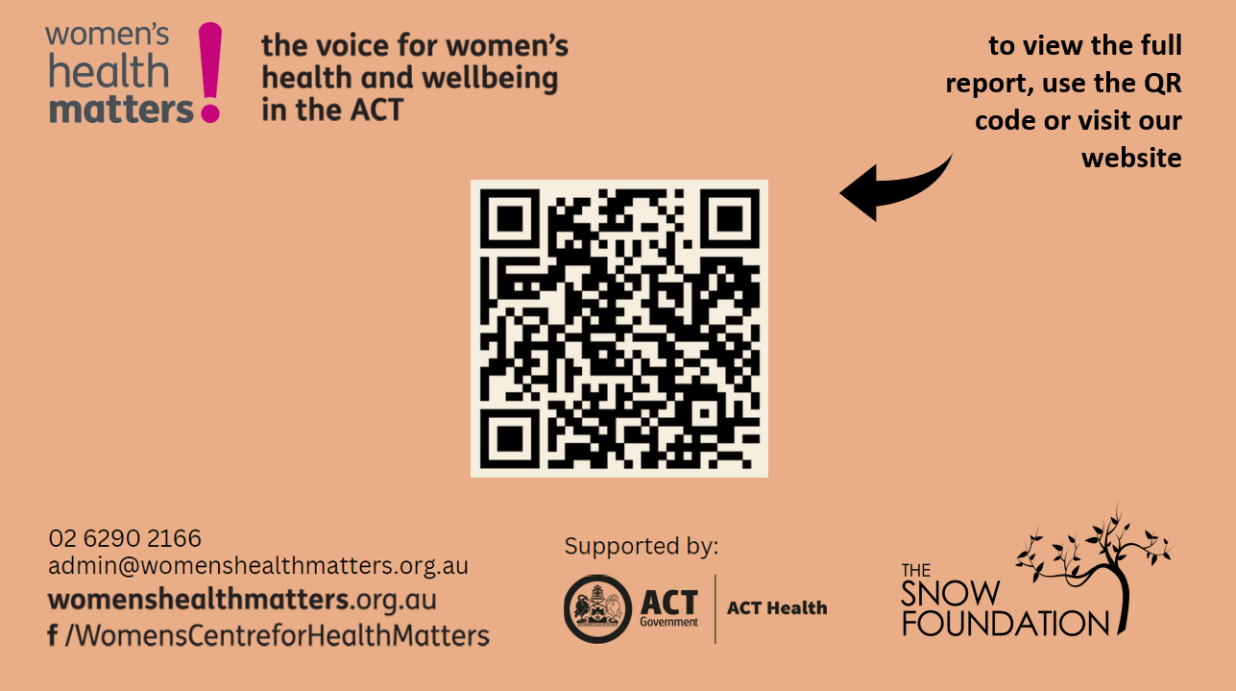 women's
health
matters!
the voice for women's
health and wellbeing
in the ACT
to view the full
report, use the QR
code or visit our
website
02 6290 2166
admin@womenshealthmatters.org.au
womenshealthmatters.org.au
f /WomensCentreforHealthMatters
Supported by:
ACT
Government
ACT Health
THE
SNOW
FOUNDATION